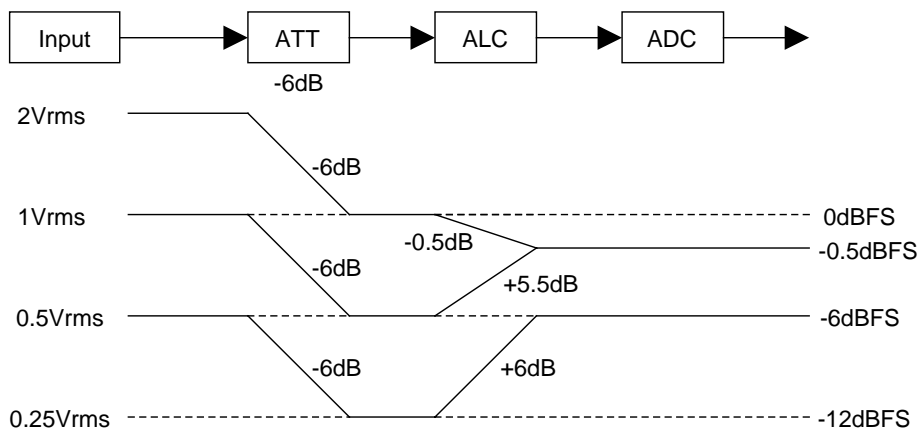 Input
ATT
ALC
ADC
-6dB
2Vrms
-6dB
1Vrms
0dBFS
-0.5dB
-0.5dBFS
-6dB
+5.5dB
0.5Vrms
-6dBFS
-6dB
+6dB
0.25Vrms
-12dBFS